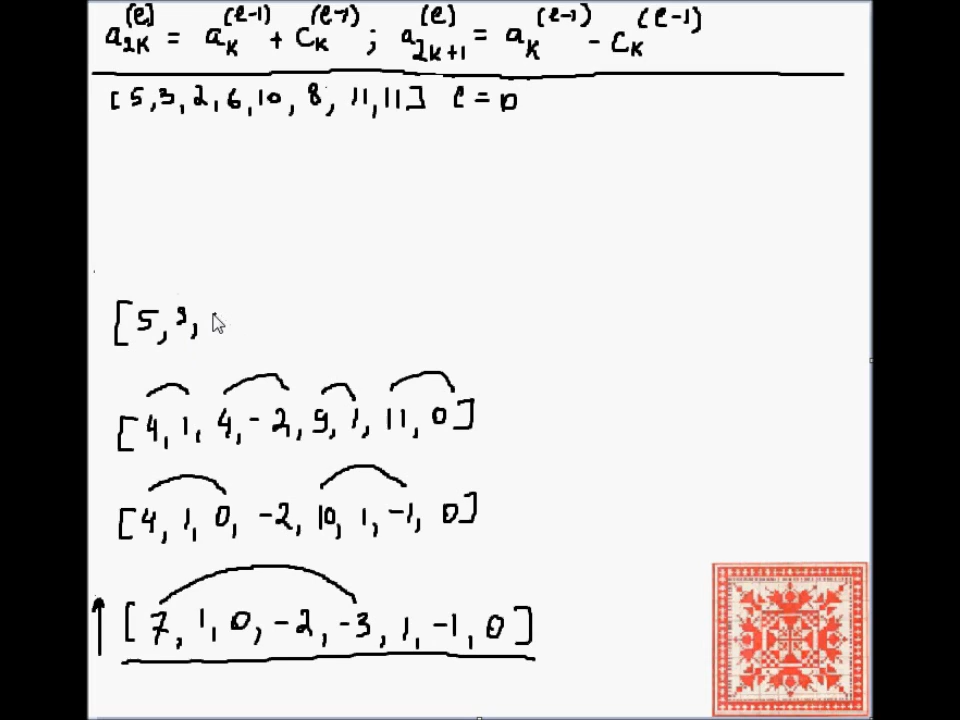 a_{2K}^{[e]} = a_K^{(e-1)} + C_K^{(e-1)} ; a_{2K+1}^{(e)} = a_K^{(e-1)} - C_K^{(e-1)}
[5,3,2,6,10,8,11,11] e = 0
[5,3,
[4,1,4,-2,9,1,11,0]
[4,1,0,-2,10,1,-1,0]
[7,1,0,-2,-3,1,-1,0]